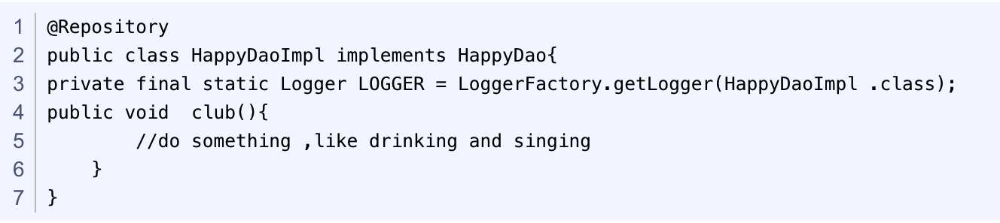 1 @Repository
2 public class HappyDaoImpl implements HappyDao{
3 private final static Logger LOGGER = LoggerFactory.getLogger(HappyDaoImpl .class);
4 public void  club(){
5         //do something ,like drinking and singing
6     }
7 }